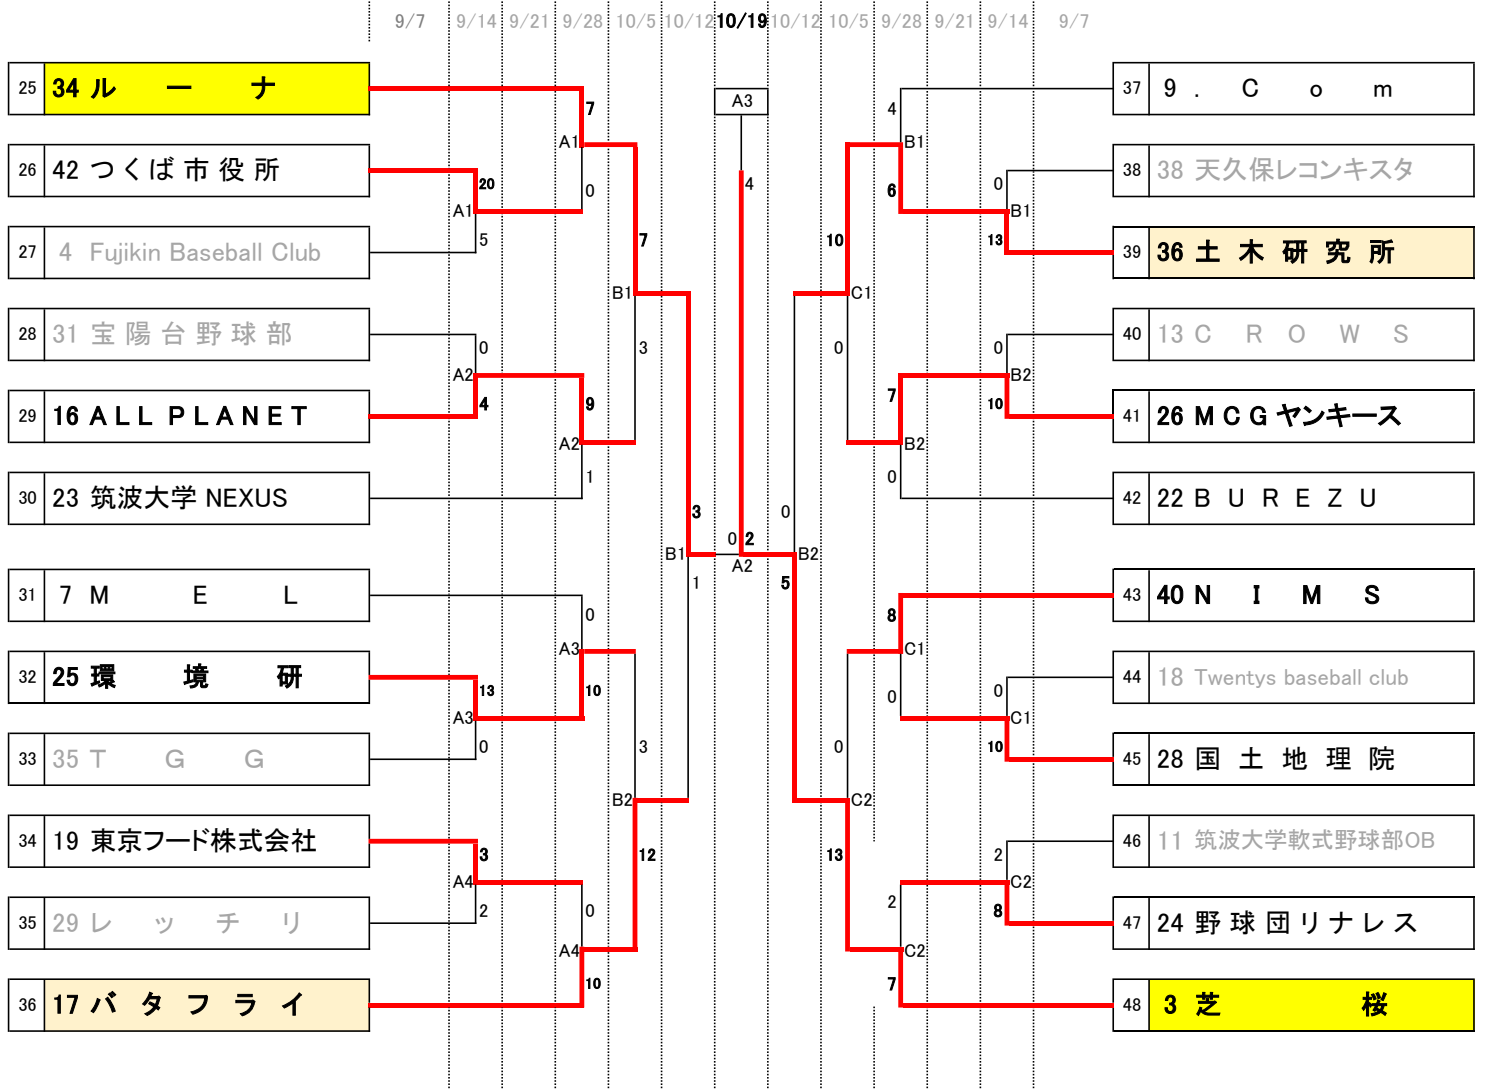 9/7 9/14 9/21 9/28 10/5 10/12 10/19 10/12 10/5 9/28 9/21 9/14 9/7
25 34 ルーナ 7 A3 4 37 9.Com
A1 B1
26 42 つくば市役所 20 0 4 6 0 38 38 天久保レコンキスタ
A1 B1
27 4 Fujikin Baseball Club 5 7 10 13 39 36 土木研究所
B1 C1
28 31 宝陽台野球部 0 3 0 0 40 13 CROWS
A2 B2
29 16 ALL PLANET 4 9 7 10 41 26 MCGヤンキース
A2 B2
30 23 筑波大学 NEXUS 1 0 42 22 BUREZU
3 0
0 2
B1 A2 B2
1 5
31 7 MEL 0 8 43 40 NIMS
A3 C1
32 25 環境研 13 10 0 0 44 18 Twentys baseball club
A3 C1
33 35 TGG 0 3 0 10 45 28 国土地理院
B2 C2
34 19 東京フード株式会社 3 12 13 2 46 11 筑波大学軟式野球部OB
A4 C2
35 29 レッチリ 2 0 2 8 47 24 野球団リナレス
A4 C2
36 17 バタフライ 10 7 48 3 芝桜